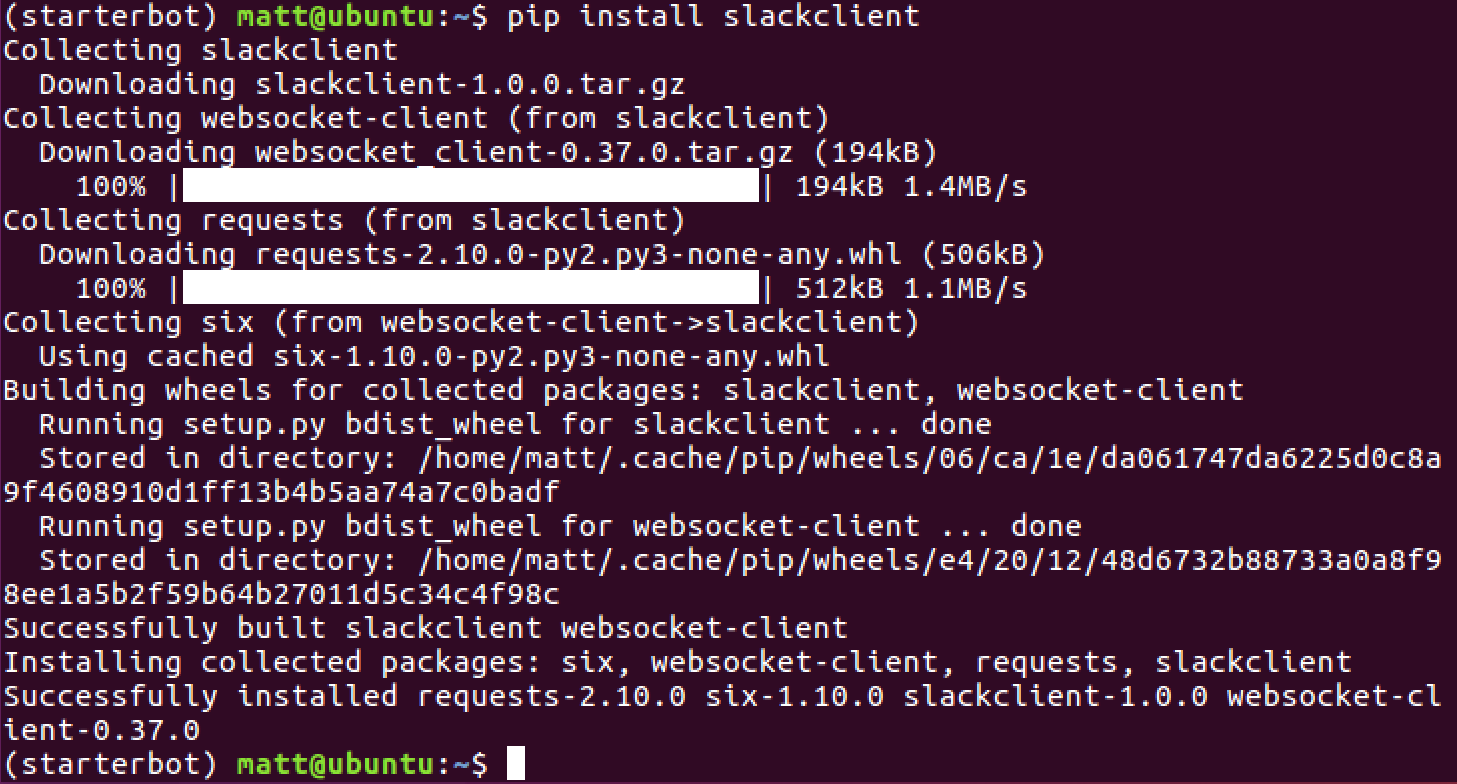 (starterbot) matt@ubuntu:~$ pip install slackclient
Collecting slackclient
  Downloading slackclient-1.0.0.tar.gz
Collecting websocket-client (from slackclient)
  Downloading websocket_client-0.37.0.tar.gz (194kB)
    100% |                                | 194kB 1.4MB/s
Collecting requests (from slackclient)
  Downloading requests-2.10.0-py2.py3-none-any.whl (506kB)
    100% |                                | 512kB 1.1MB/s
Collecting six (from websocket-client->slackclient)
  Using cached six-1.10.0-py2.py3-none-any.whl
Building wheels for collected packages: slackclient, websocket-client
  Running setup.py bdist_wheel for slackclient ... done
  Stored in directory: /home/matt/.cache/pip/wheels/06/ca/1e/da061747da6225d0c8a
9f4608910d1ff13b4b5aa74a7c0badf
  Running setup.py bdist_wheel for websocket-client ... done
  Stored in directory: /home/matt/.cache/pip/wheels/e4/20/12/48d6732b88733a0a8f9
8ee1a5b2f59b64b27011d5c34c4f98c
Successfully built slackclient websocket-client
Installing collected packages: six, websocket-client, requests, slackclient
Successfully installed requests-2.10.0 six-1.10.0 slackclient-1.0.0 websocket-cl
ient-0.37.0
(starterbot) matt@ubuntu:~$